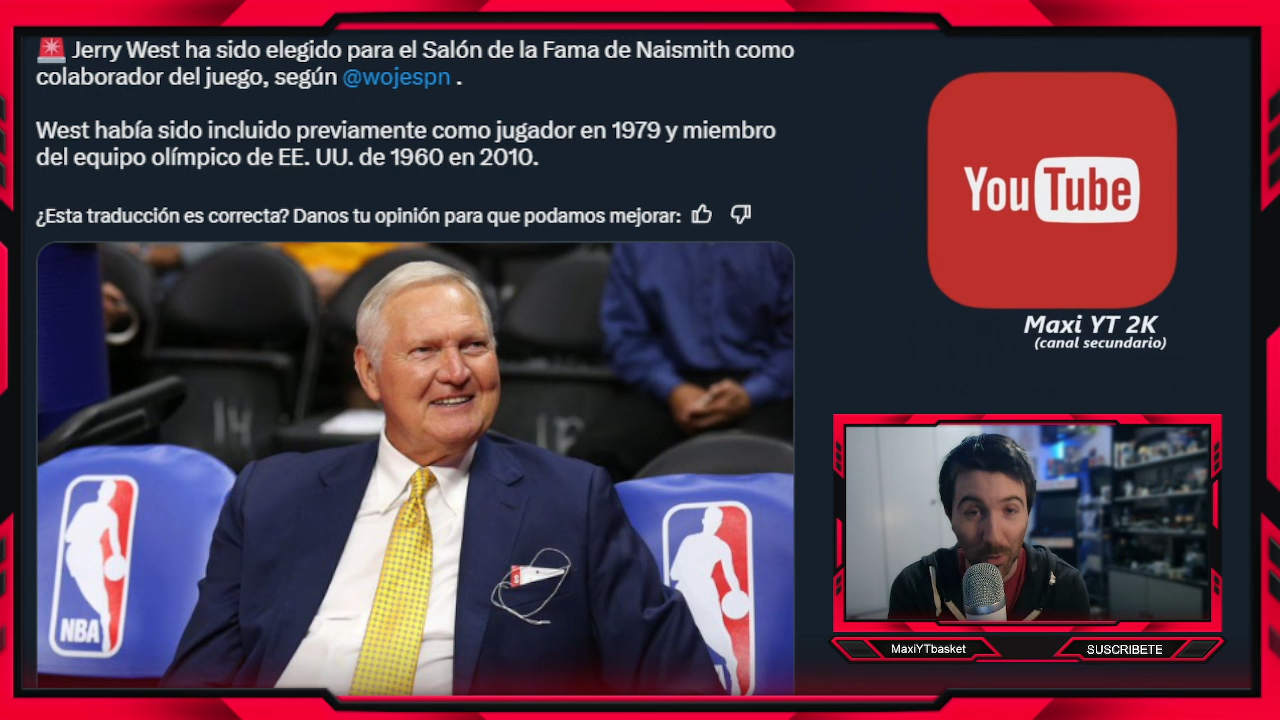 🚨 Jerry West ha sido elegido para el Salón de la Fama de Naismith como
colaborador del juego, según @wojespn .
West había sido incluido previamente como jugador en 1979 y miembro
del equipo olímpico de EE. UU. de 1960 en 2010.
¿Esta traducción es correcta? Danos tu opinión para que podamos mejorar:
NBA
14
YouTube
Maxi YT 2K
(canal secundario)
MaxiYTbasket
SUSCRIBETE